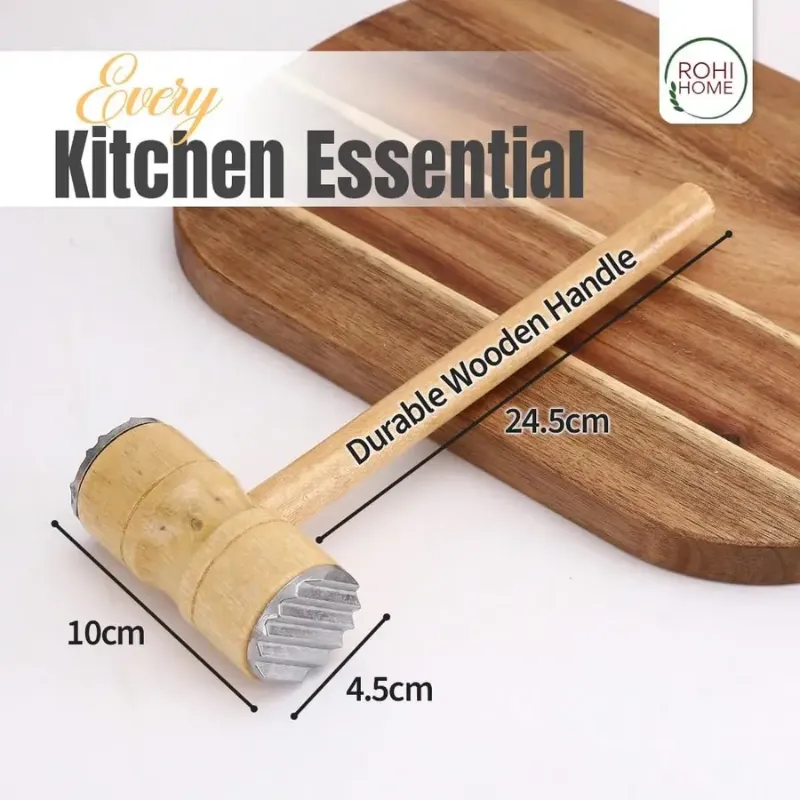 ROHI
HOME
Every
Kitchen Essential
Durable Wooden Handle
24.5cm
10cm
4.5cm